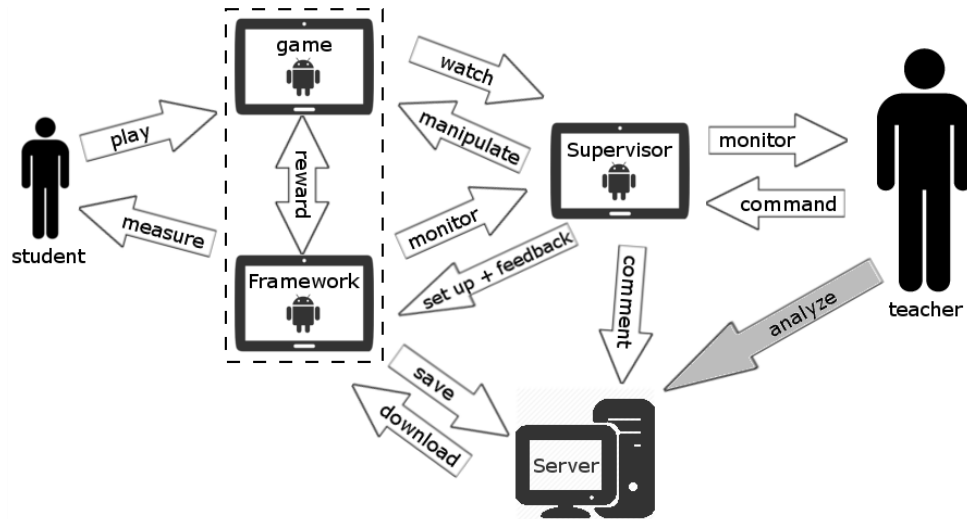 game
watch
play
manipulate
Supervisor
monitor
reward
measure
monitor
command
student
Framework
set up + feedback
comment
analyze
teacher
save
download
Server